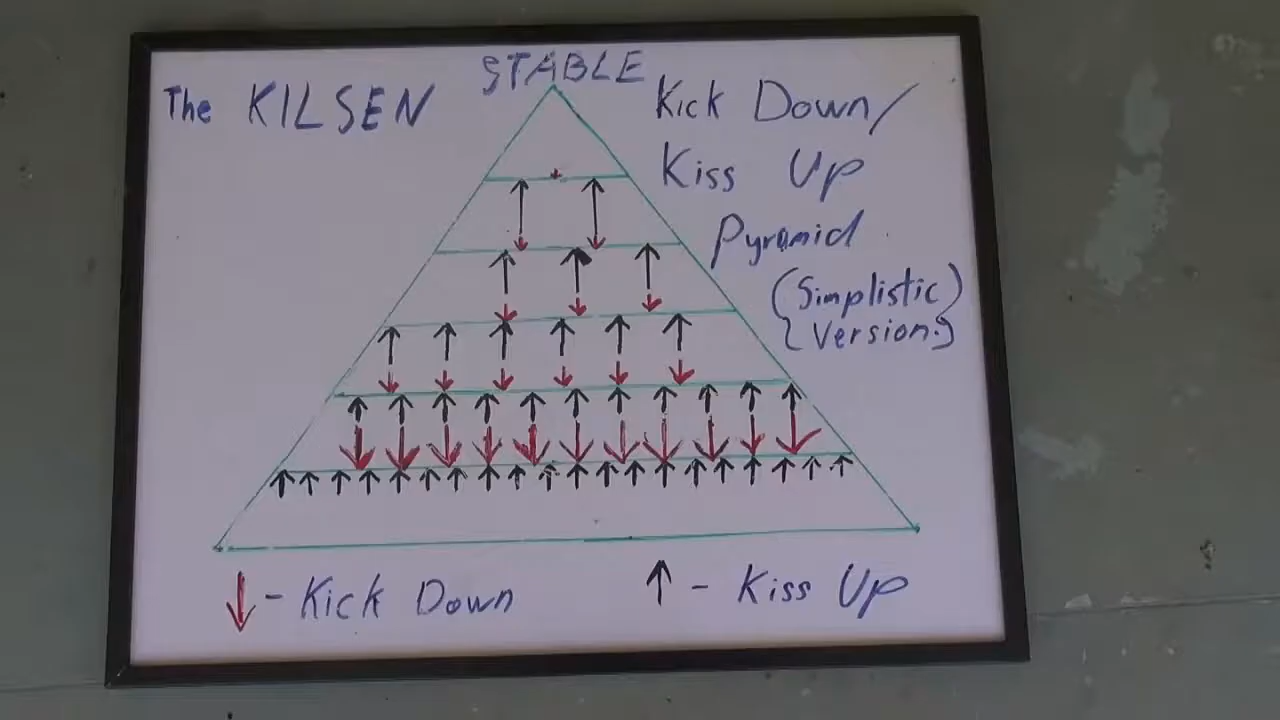 STABLE
The KILSEN
Kick Down/
Kiss Up
Pyramid
(Simplistic)
{Version.}
↓ - Kick Down
↑ - Kiss Up